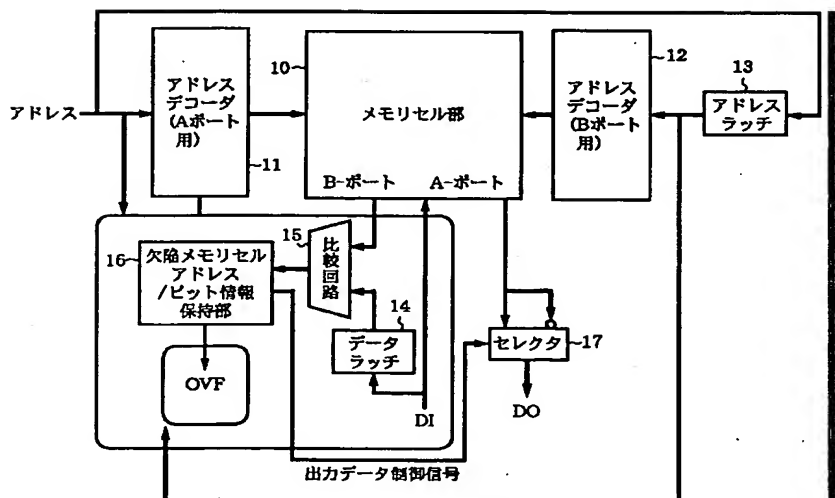 アドレス
アドレス
デコーダ
(Aポート
用)
11
10
メモリセル部
B-ポート
A-ポート
12
アドレス
デコーダ
(Bポート
用)
13
アドレス
ラッチ
16
欠陥メモリセル
アドレス
/ビット情報
保持部
15
比較回路
14
データ
ラッチ
OVF
DI
セレクタ
17
DO
出力データ制御信号